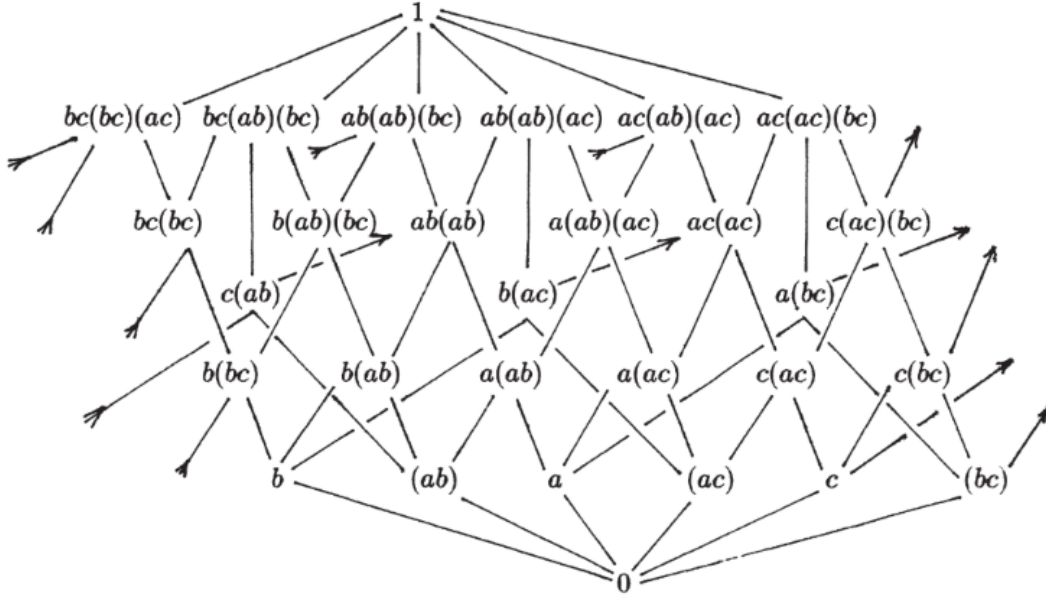 1
bc(bc)(ac) bc(ab)(bc) ab(ab)(bc) ab(ab)(ac) ac(ab)(ac) ac(ac)(bc)
bc(bc) b(ab)(bc) ab(ab) a(ab)(ac) ac(ac) c(ac)(bc)
c(ab) b(ac) a(bc)
b(bc) b(ab) a(ab) a(ac) c(ac) c(bc)
b (ab) a (ac) c (bc)
0